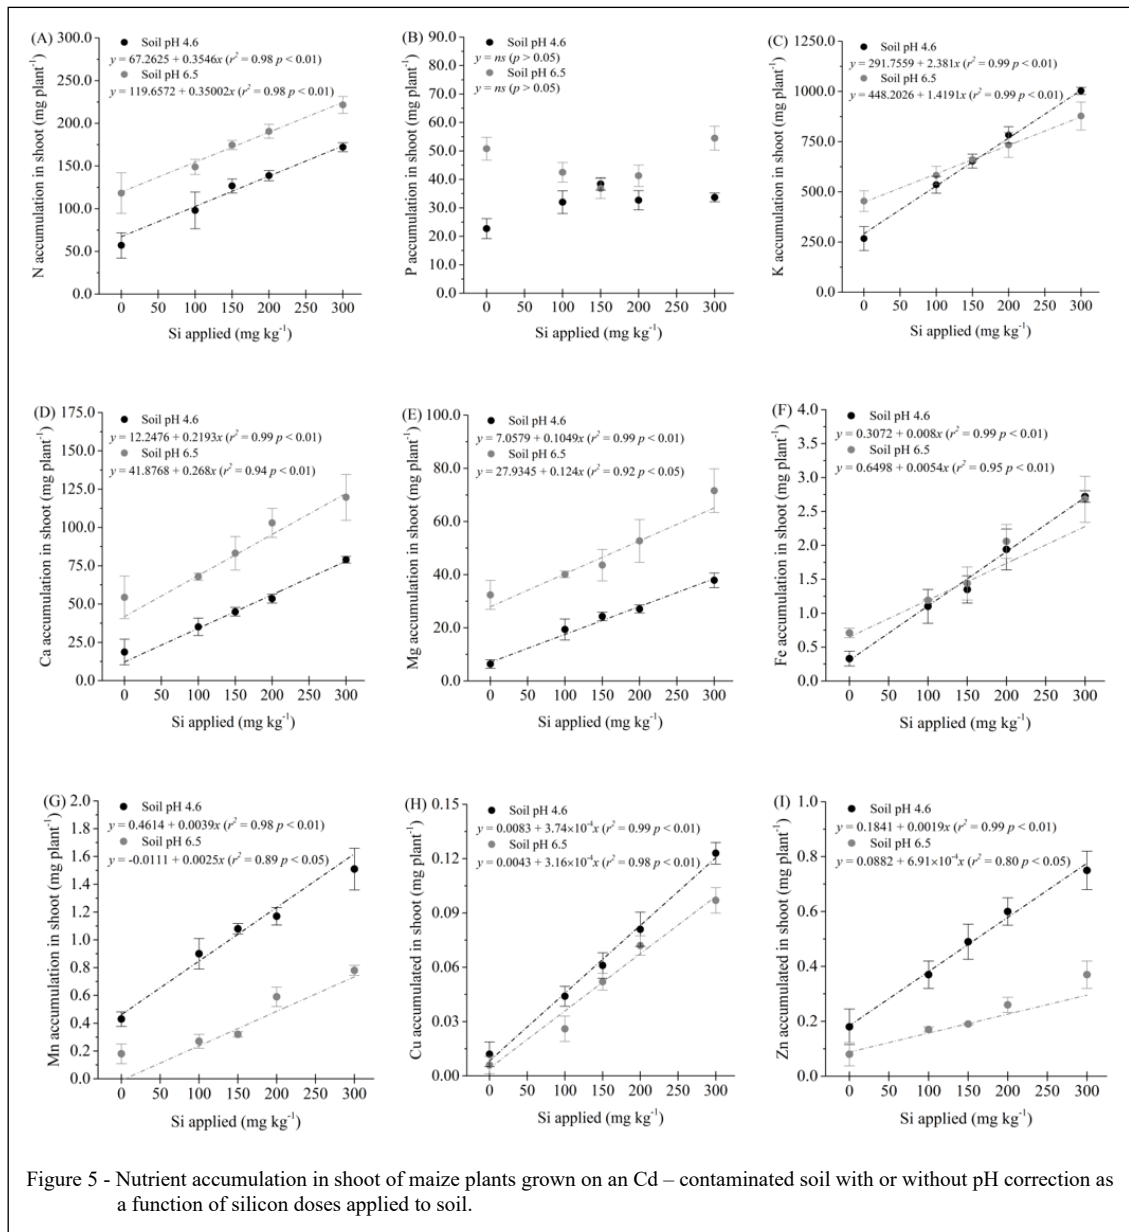 (A)
300.0
250.0
200.0
150.0
100.0
50.0
0.0
N accumulation in shoot (mg plant⁻¹)
Soil pH 4.6
y = 67.2625 + 0.3546x (r² = 0.98 p < 0.01)
Soil pH 6.5
y = 119.6572 + 0.35002x (r² = 0.98 p < 0.01)
0 50 100 150 200 250 300
Si applied (mg kg⁻¹)
(B)
90.0
80.0
70.0
60.0
50.0
40.0
30.0
20.0
10.0
0.0
P accumulation in shoot (mg plant⁻¹)
Soil pH 4.6
y = ns (p > 0.05)
Soil pH 6.5
y = ns (p > 0.05)
0 50 100 150 200 250 300
Si applied (mg kg⁻¹)
(C)
1250.0
1000.0
750.0
500.0
250.0
0.0
K accumulation in shoot (mg plant⁻¹)
Soil pH 4.6
y = 291.7559 + 2.381x (r² = 0.99 p < 0.01)
Soil pH 6.5
y = 448.2026 + 1.4191x (r² = 0.99 p < 0.01)
0 50 100 150 200 250 300
Si applied (mg kg⁻¹)
(D)
175.0
150.0
125.0
100.0
75.0
50.0
25.0
0.0
Ca accumulation in shoot (mg plant⁻¹)
Soil pH 4.6
y = 12.2476 + 0.2193x (r² = 0.99 p < 0.01)
Soil pH 6.5
y = 41.8768 + 0.268x (r² = 0.94 p < 0.01)
0 50 100 150 200 250 300
Si applied (mg kg⁻¹)
(E)
100.0
80.0
60.0
40.0
20.0
0.0
Mg accumulation in shoot (mg plant⁻¹)
Soil pH 4.6
y = 7.0579 + 0.1049x (r² = 0.99 p < 0.01)
Soil pH 6.5
y = 27.9345 + 0.124x (r² = 0.92 p < 0.05)
0 50 100 150 200 250 300
Si applied (mg kg⁻¹)
(F)
4.0
3.5
3.0
2.5
2.0
1.5
1.0
0.5
0.0
Fe accumulation in shoot (mg plant⁻¹)
Soil pH 4.6
y = 0.3072 + 0.008x (r² = 0.99 p < 0.01)
Soil pH 6.5
y = 0.6498 + 0.0054x (r² = 0.95 p < 0.01)
0 50 100 150 200 250 300
Si applied (mg kg⁻¹)
(G)
2.0
1.8
1.6
1.4
1.2
1.0
0.8
0.6
0.4
0.2
0.0
Mn accumulation in shoot (mg plant⁻¹)
Soil pH 4.6
y = 0.4614 + 0.0039x (r² = 0.98 p < 0.01)
Soil pH 6.5
y = -0.0111 + 0.0025x (r² = 0.89 p < 0.05)
0 50 100 150 200 250 300
Si applied (mg kg⁻¹)
(H)
0.15
0.12
0.09
0.06
0.03
0.00
Cu accumulated in shoot (mg plant⁻¹)
Soil pH 4.6
y = 0.0083 + 3.74×10⁻⁴x (r² = 0.99 p < 0.01)
Soil pH 6.5
y = 0.0043 + 3.16×10⁻⁴x (r² = 0.98 p < 0.01)
0 50 100 150 200 250 300
Si applied (mg kg⁻¹)
(I)
1.0
0.8
0.6
0.4
0.2
0.0
Zn accumulated in shoot (mg plant⁻¹)
Soil pH 4.6
y = 0.1841 + 0.0019x (r² = 0.99 p < 0.01)
Soil pH 6.5
y = 0.0882 + 6.91×10⁻⁴x (r² = 0.80 p < 0.05)
0 50 100 150 200 250 300
Si applied (mg kg⁻¹)
Figure 5 - Nutrient accumulation in shoot of maize plants grown on an Cd – contaminated soil with or without pH correction as
a function of silicon doses applied to soil.